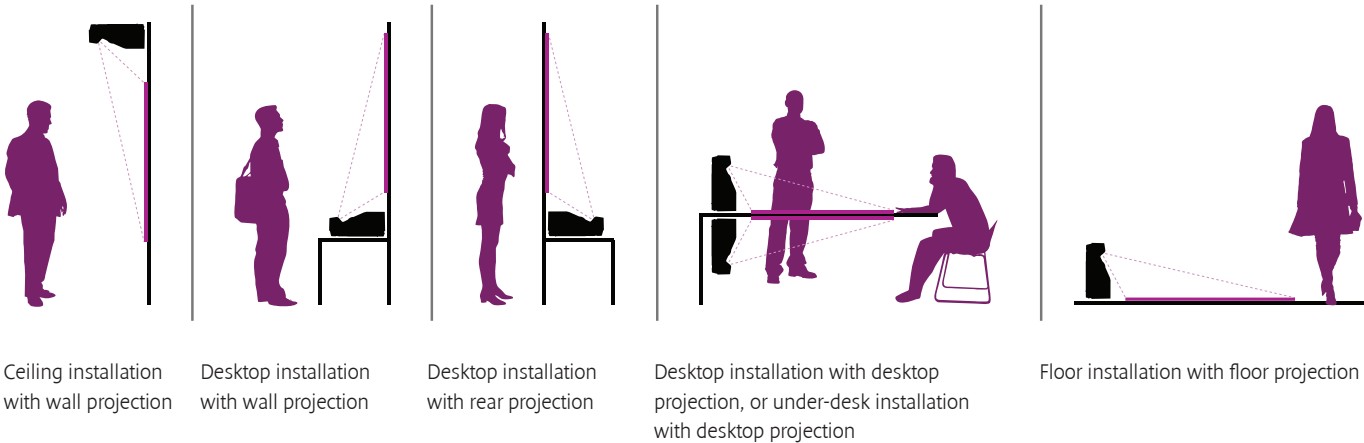 Ceiling installation
with wall projection
Desktop installation
with wall projection
Desktop installation
with rear projection
Desktop installation with desktop
projection, or under-desk installation
with desktop projection
Floor installation with floor projection